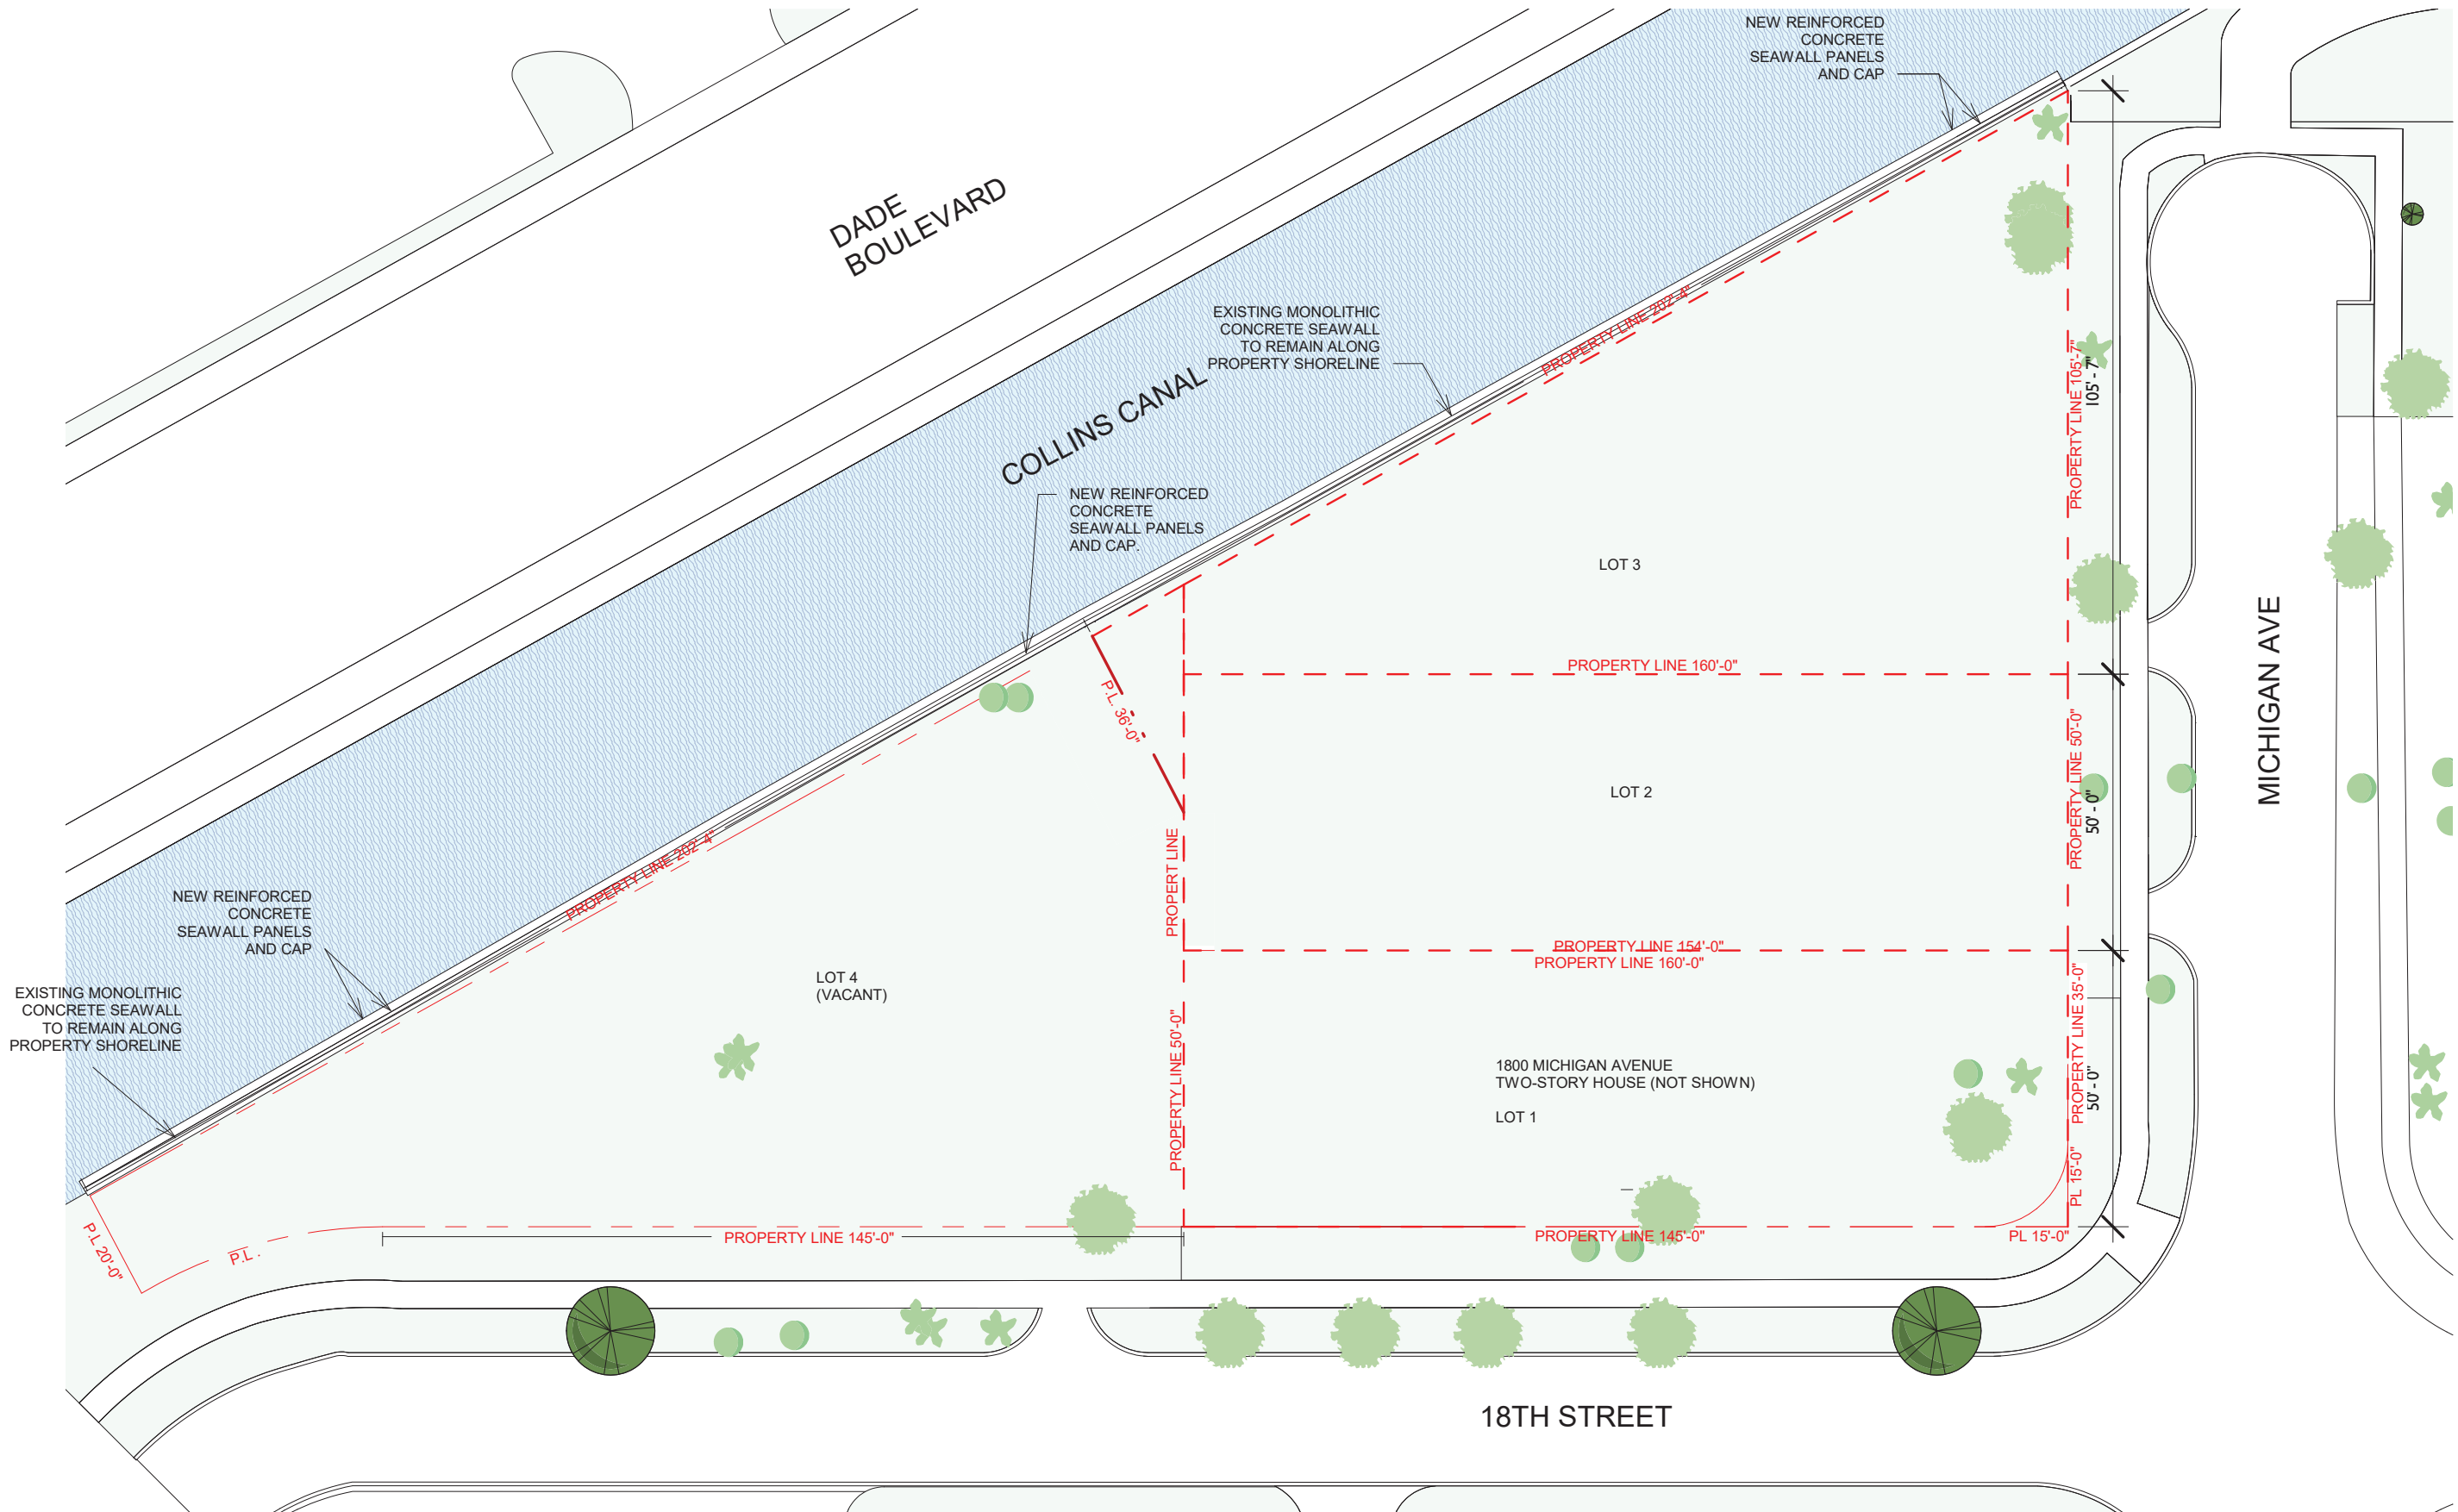 NEW REINFORCED
CONCRETE
SEAWALL PANELS
AND CAP
DADE
BOULEVARD
EXISTING MONOLITHIC
CONCRETE SEAWALL
TO REMAIN ALONG
PROPERTY SHORELINE
PROPERTY LINE 202'-4"
COLLINS CANAL
PROPERTY LINE 105'-7"
105' - 7"
NEW REINFORCED
CONCRETE
SEAWALL PANELS
AND CAP.
LOT 3
MICHIGAN AVE
PROPERTY LINE 160'-0"
P.L. 36'-0"
LOT 2
PROPERTY LINE 50'-0"
50' - 0"
PROPERT LINE
PROPERTY LINE 202'-4"
NEW REINFORCED
CONCRETE
SEAWALL PANELS
AND CAP
PROPERTY LINE 154'-0"
PROPERTY LINE 160'-0"
LOT 4
(VACANT)
EXISTING MONOLITHIC
CONCRETE SEAWALL
TO REMAIN ALONG
PROPERTY SHORELINE
PROPERTY LINE 50'-0"
1800 MICHIGAN AVENUE
TWO-STORY HOUSE (NOT SHOWN)
LOT 1
PROPERTY LINE 35'-0"
50' - 0"
PL 15'-0"
P.L 20'-0"
P.L .
PROPERTY LINE 145'-0"
PROPERTY LINE 145'-0"
PL 15'-0"
18TH STREET